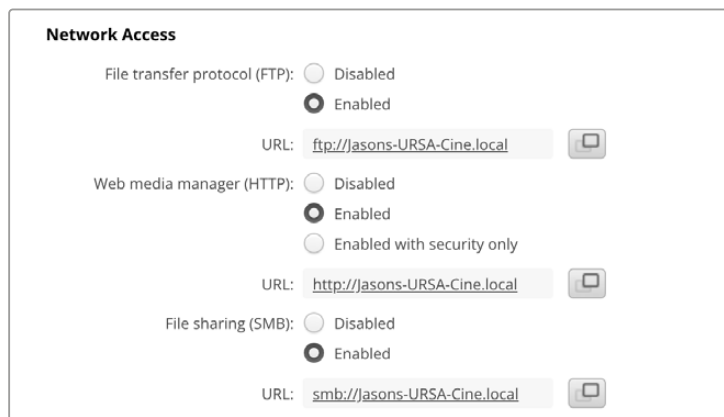 Network Access
File transfer protocol (FTP): Disabled
Enabled
URL: ftp://Jasons-URSA-Cine.local
Web media manager (HTTP): Disabled
Enabled
Enabled with security only
URL: http://Jasons-URSA-Cine.local
File sharing (SMB): Disabled
Enabled
URL: smb://Jasons-URSA-Cine.local